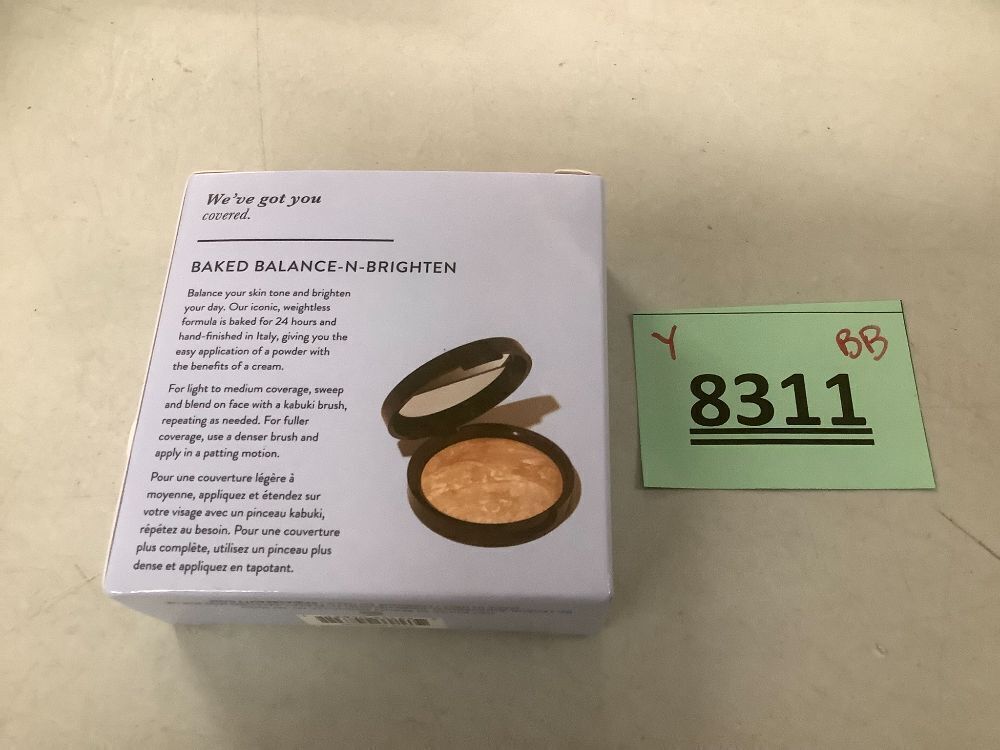 We've got you
covered.
BAKED BALANCE-N-BRIGHTEN
Balance your skin tone and brighten
your day. Our iconic, weightless
formula is baked for 24 hours and
hand-finished in Italy, giving you the
easy application of a powder with
the benefits of a cream.
For light to medium coverage, sweep
and blend on face with a kabuki brush,
repeating as needed. For fuller
coverage, use a denser brush and
apply in a patting motion.
Pour une couverture légère à
moyenne, appliquez et étendez sur
votre visage avec un pinceau kabuki,
répétez au besoin. Pour une couverture
plus complète, utilisez un pinceau plus
dense et appliquez en tapotant.
Y BB
8311